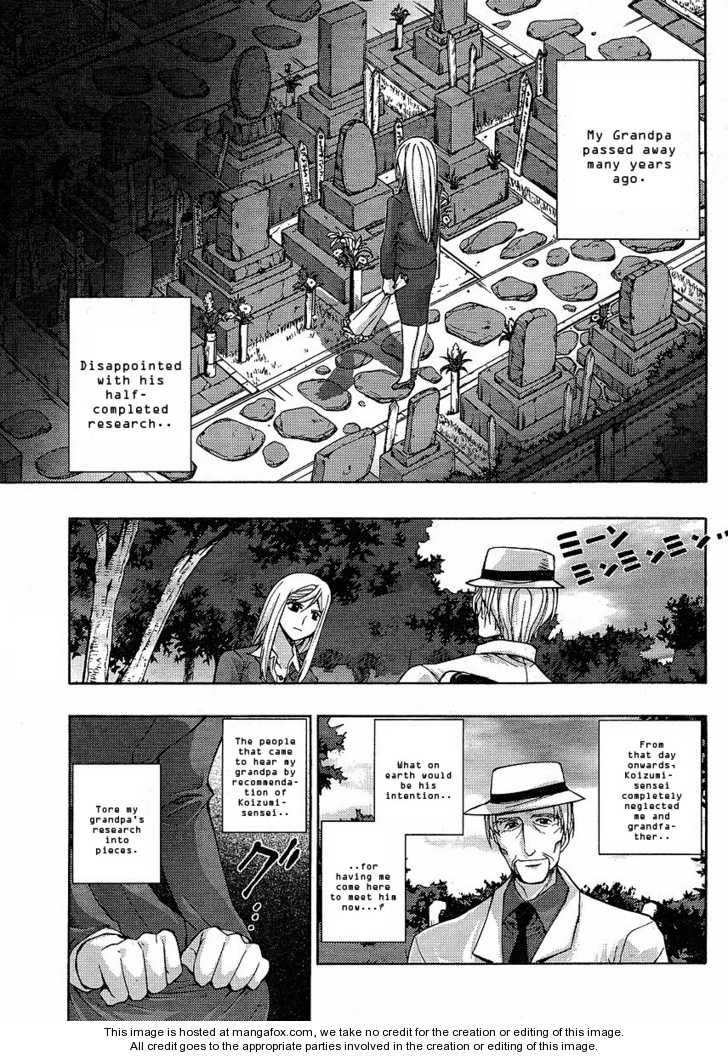 My Grandpa
passed away
many years
ago.
Disappointed
with his
half-
completed
research..
ミーン
ミンミンミン…
From
that day
onwards,
Koizumi-
sensei
completely
neglected
me and
grandfa-
ther..
What on
earth would
be his
intention..
..for
having me
come here
to meet him
now...?
The people
that came
to hear my
grandpa by
recommenda-
tion of
Koizumi-
sensei..
グ…
Tore my
grandpa's
research
into
pieces.
This image is hosted at mangafox.com, we take no credit for the creation or editing of this image.
All credit goes to the appropriate parties involved in the creation or editing of this image.